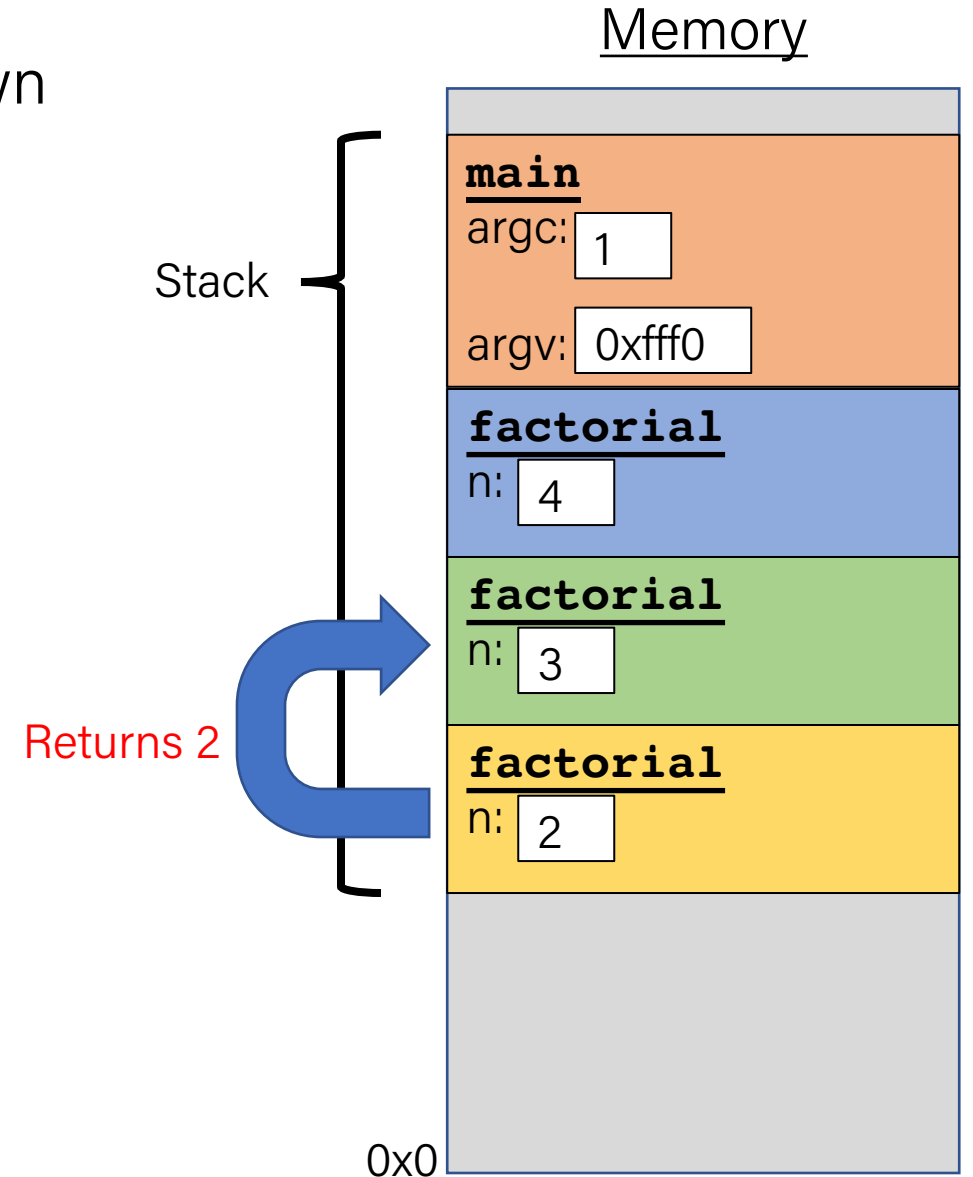 Memory
main
argc: 1
Stack
argv: 0xfff0
factorial
n: 4
factorial
n: 3
Returns 2
factorial
n: 2
0x0